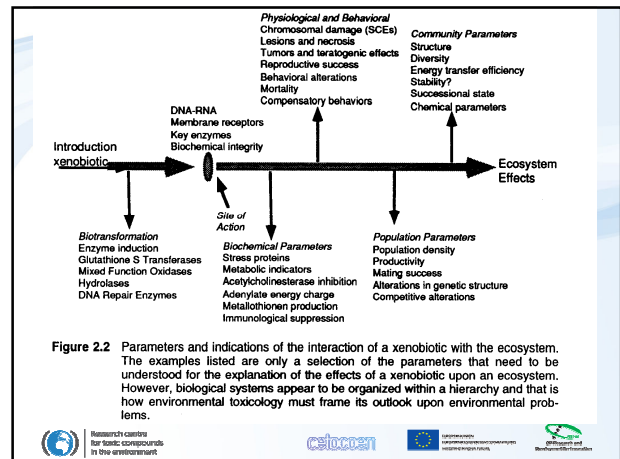 Physiological and Behavioral
Chromosomal damage (SCEs)
Lesions and necrosis
Tumors and teratogenic effects
Reproductive success
Behavioral alterations
Mortality
Compensatory behaviors
Community Parameters
Structure
Diversity
Energy transfer efficiency
Stability?
Successional state
Chemical parameters
DNA-RNA
Membrane receptors
Key enzymes
Biochemical integrity
Introduction
xenobiotic
Ecosystem
Effects
Site of
Action
Biotransformation
Enzyme induction
Glutathione S Transferases
Mixed Function Oxidases
Hydrolases
DNA Repair Enzymes
Biochemical Parameters
Stress proteins
Metabolic indicators
Acetylcholinesterase inhibition
Adenylate energy charge
Metallothionen production
Immunological suppression
Population Parameters
Population density
Productivity
Mating success
Alterations in genetic structure
Competitive alterations
Figure 2.2 Parameters and indications of the interaction of a xenobiotic with the ecosystem.
The examples listed are only a selection of the parameters that need to be
understood for the explanation of the effects of a xenobiotic upon an ecosystem.
However, biological systems appear to be organized within a hierarchy and that is
how environmental toxicology must frame its outlook upon environmental prob-
lems.
Research centre
for toxic compounds
in the environment
cetocoen